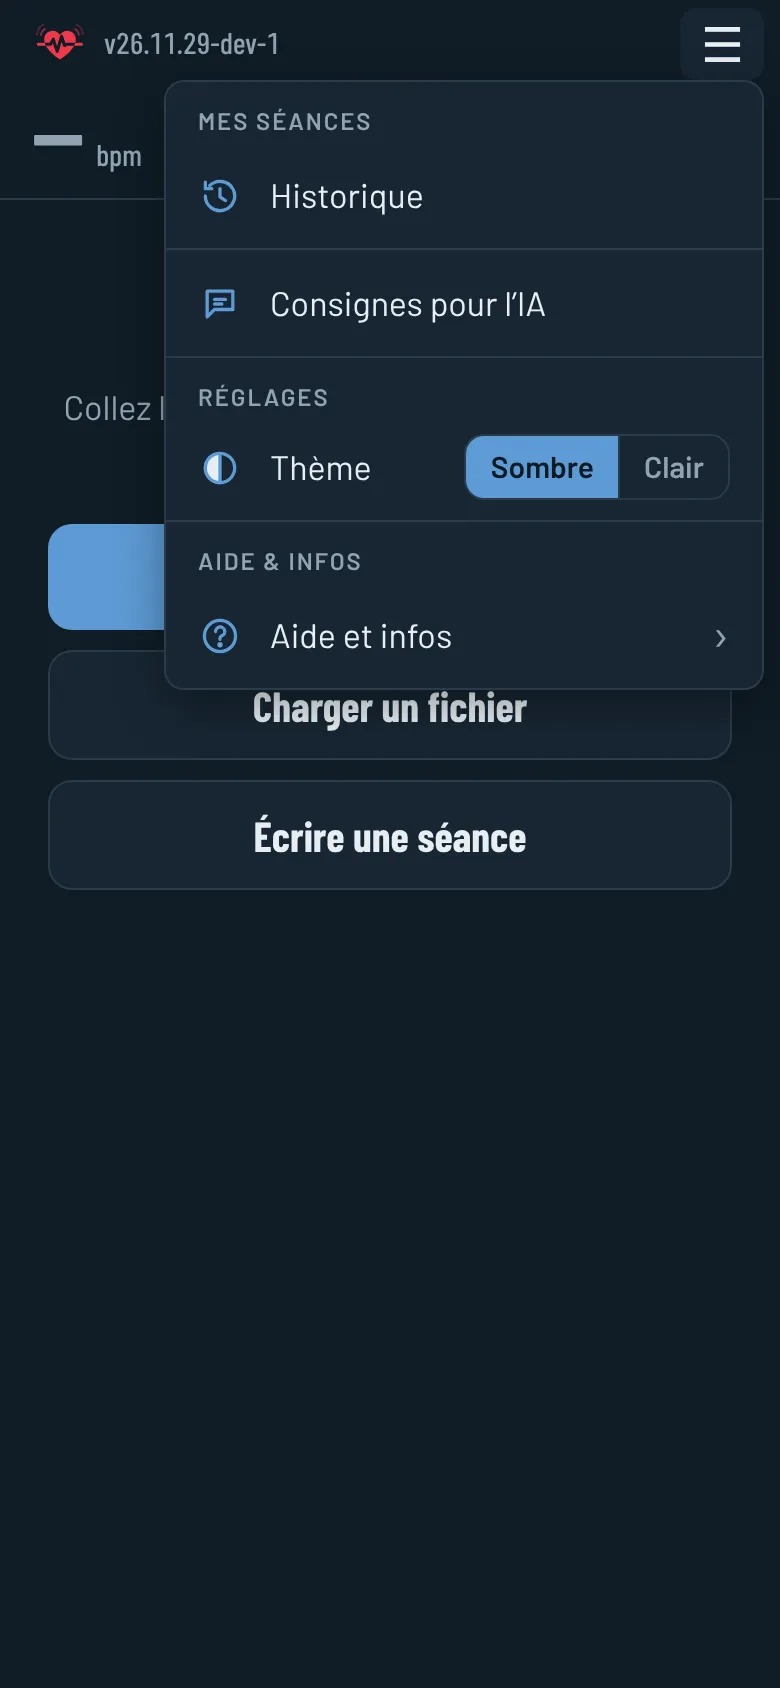 v26.11.29-dev-1
bpm
MES SÉANCES
Historique
Consignes pour l’IA
Collez
RÉGLAGES
Thème
Sombre
Clair
AIDE & INFOS
Aide et infos
Charger un fichier
Écrire une séance